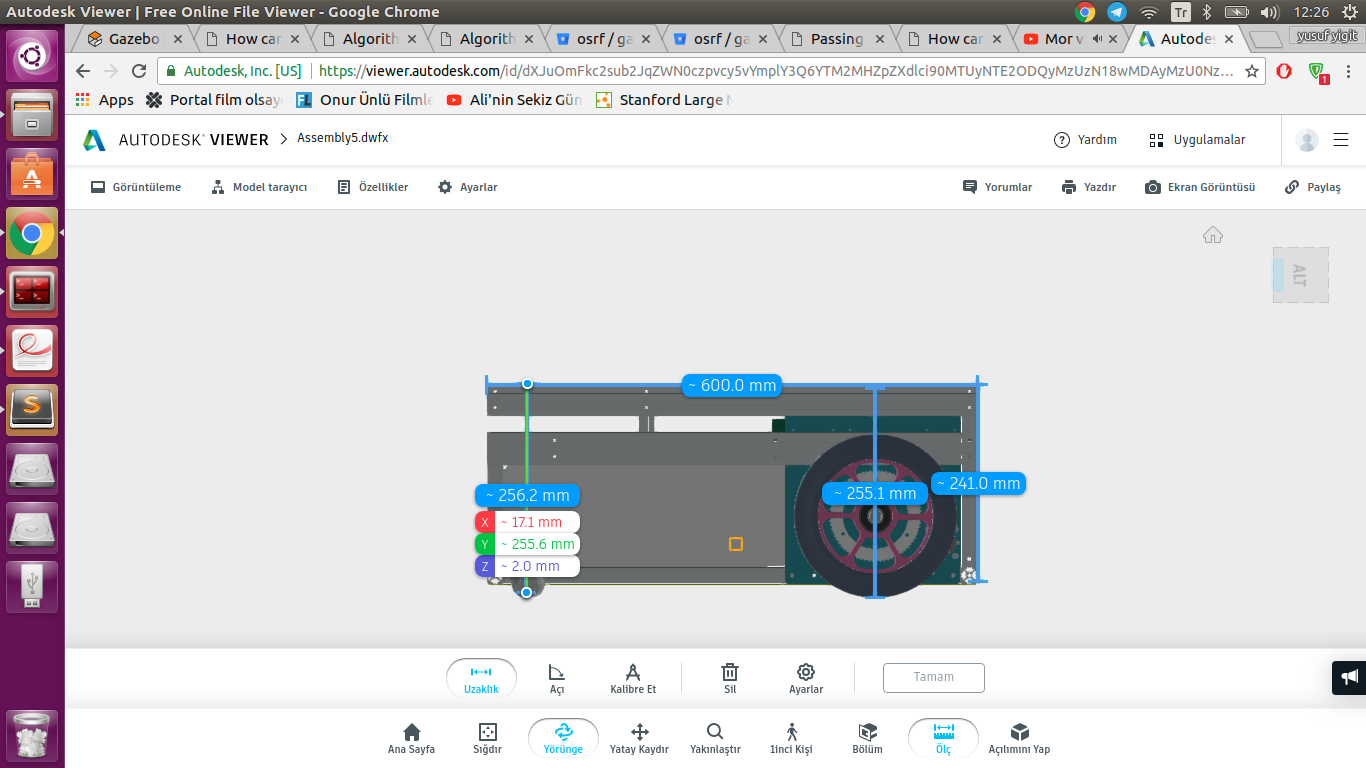 Autodesk Viewer | Free Online File Viewer - Google Chrome
Tr
12:26
Gazebo
How car
Algorith
Algorith
osrf / ga
osrf / ga
Passing
How car
Mor v
Autodes
yusuf yigit
Autodesk, Inc. [US]
https://viewer.autodesk.com/id/dXJuOmFkc2sub2JqZWN0czpvcy5vYmplY3Q6YTM2MHZpZXdlci90MTUyNTE2ODQyMzUzN18wMDAyMzU0Nz...
1
Apps
Portal film olsay
Onur Ünlü Filmle
Ali'nin Sekiz Gün
Stanford Large N
AUTODESK® VIEWER
Assembly5.dwfx
Yardım
Uygulamalar
Görüntüleme
Model tarayıcı
Özellikler
Ayarlar
Yorumlar
Yazdır
Ekran Görüntüsü
Paylaş
ALT
~ 600.0 mm
~ 241.0 mm
~ 256.2 mm
~ 255.1 mm
X ~ 17.1 mm
Y ~ 255.6 mm
Z ~ 2.0 mm
Uzaklık
Açı
Kalibre Et
Sil
Ayarlar
Tamam
Ana Sayfa
Sığdır
Yörünge
Yatay Kaydır
Yakınlaştır
1inci Kişi
Bölüm
Ölç
Açılımını Yap